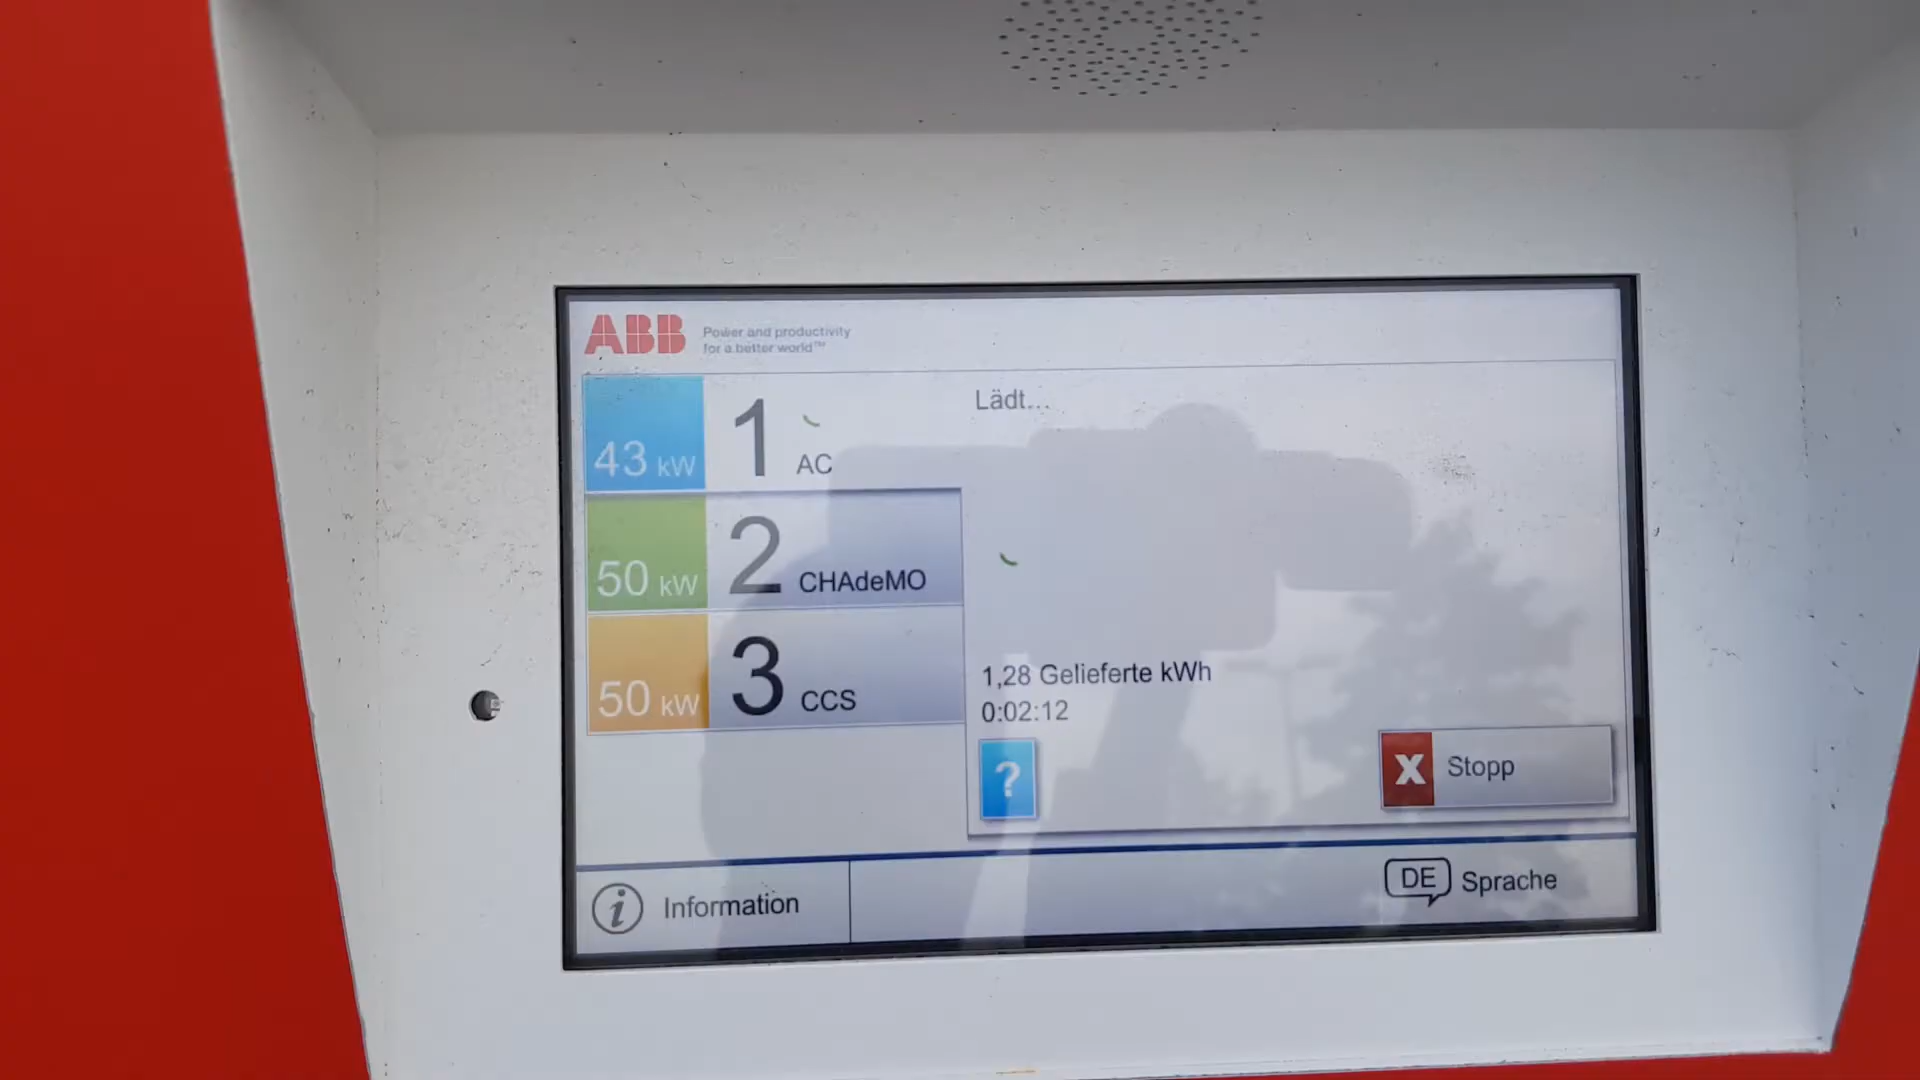 ABB
Power and productivity
for a better world™
43 kW
1
AC
50 kW
2
CHAdeMO
50 kW
3
CCS
Lädt...
1,28 Gelieferte kWh
0:02:12
?
X Stopp
i Information
DE Sprache